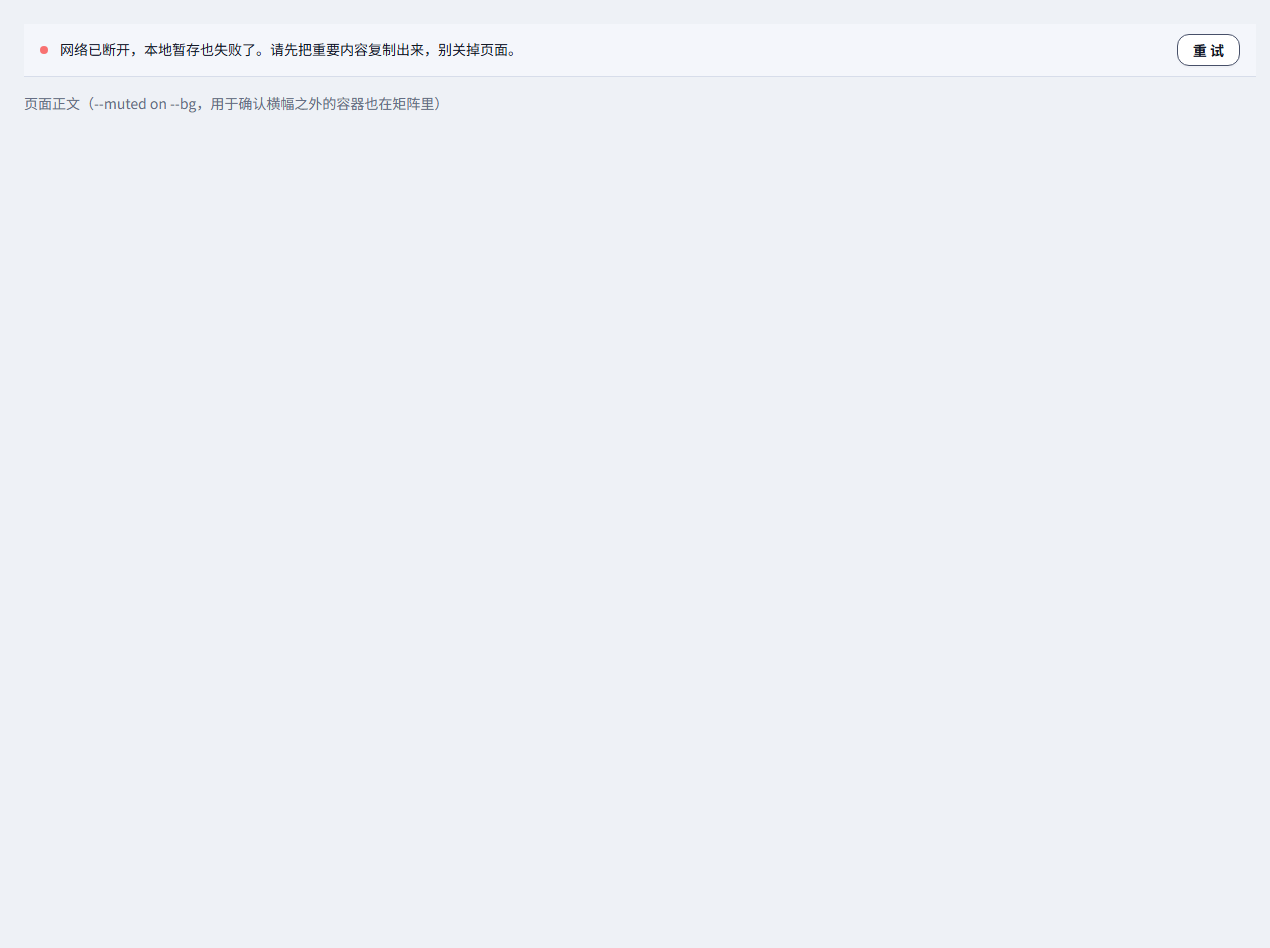 网络已断开，本地暂存也失败了。请先把重要内容复制出来，别关掉页面。
重 试
页面正文（--muted on --bg，用于确认横幅之外的容器也在矩阵里）